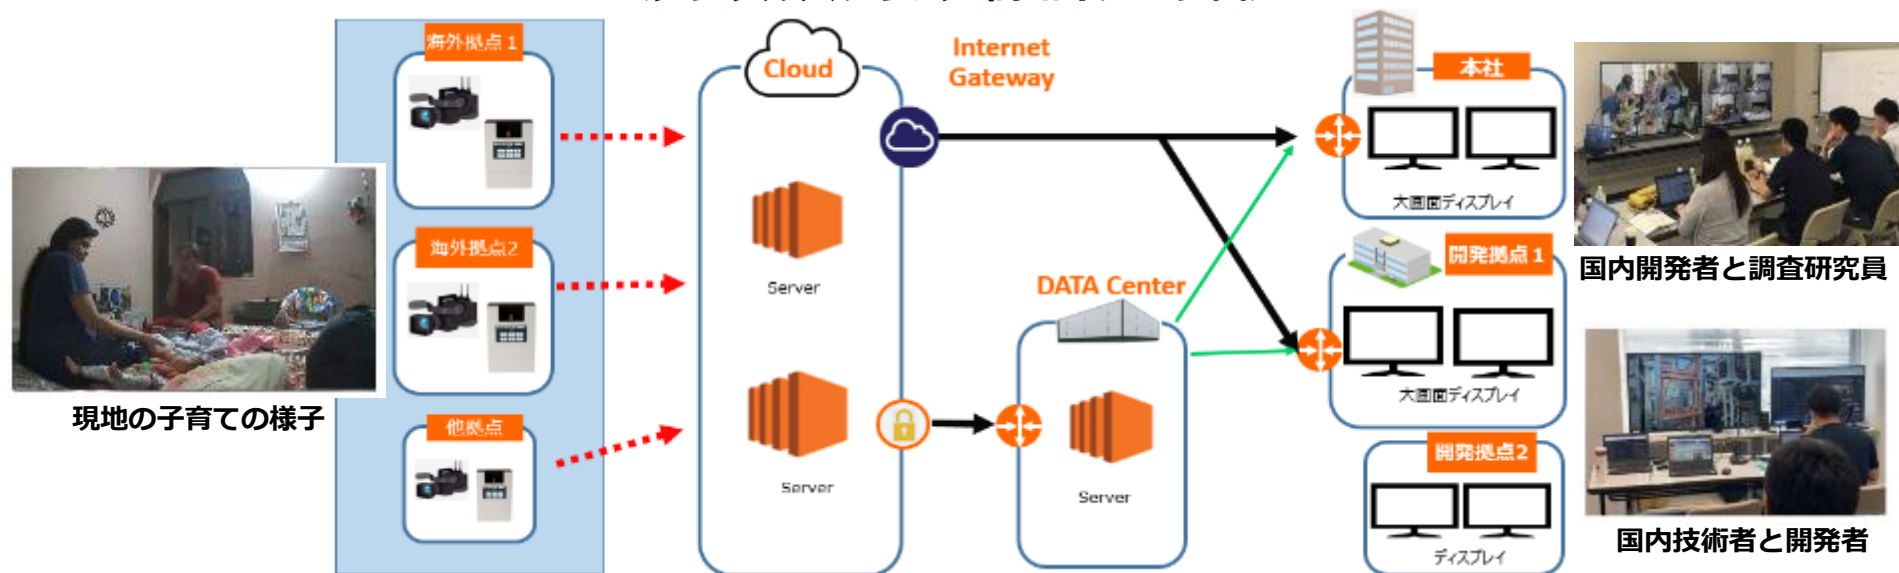 海外拠点1
海外拠点2
他拠点
現地の子育ての様子
Cloud
Server
Server
Internet
Gateway
DATA Center
Server
本社
大画面ディスプレイ
開発拠点1
大画面ディスプレイ
開発拠点2
ディスプレイ
国内開発者と調査研究員
国内技術者と開発者